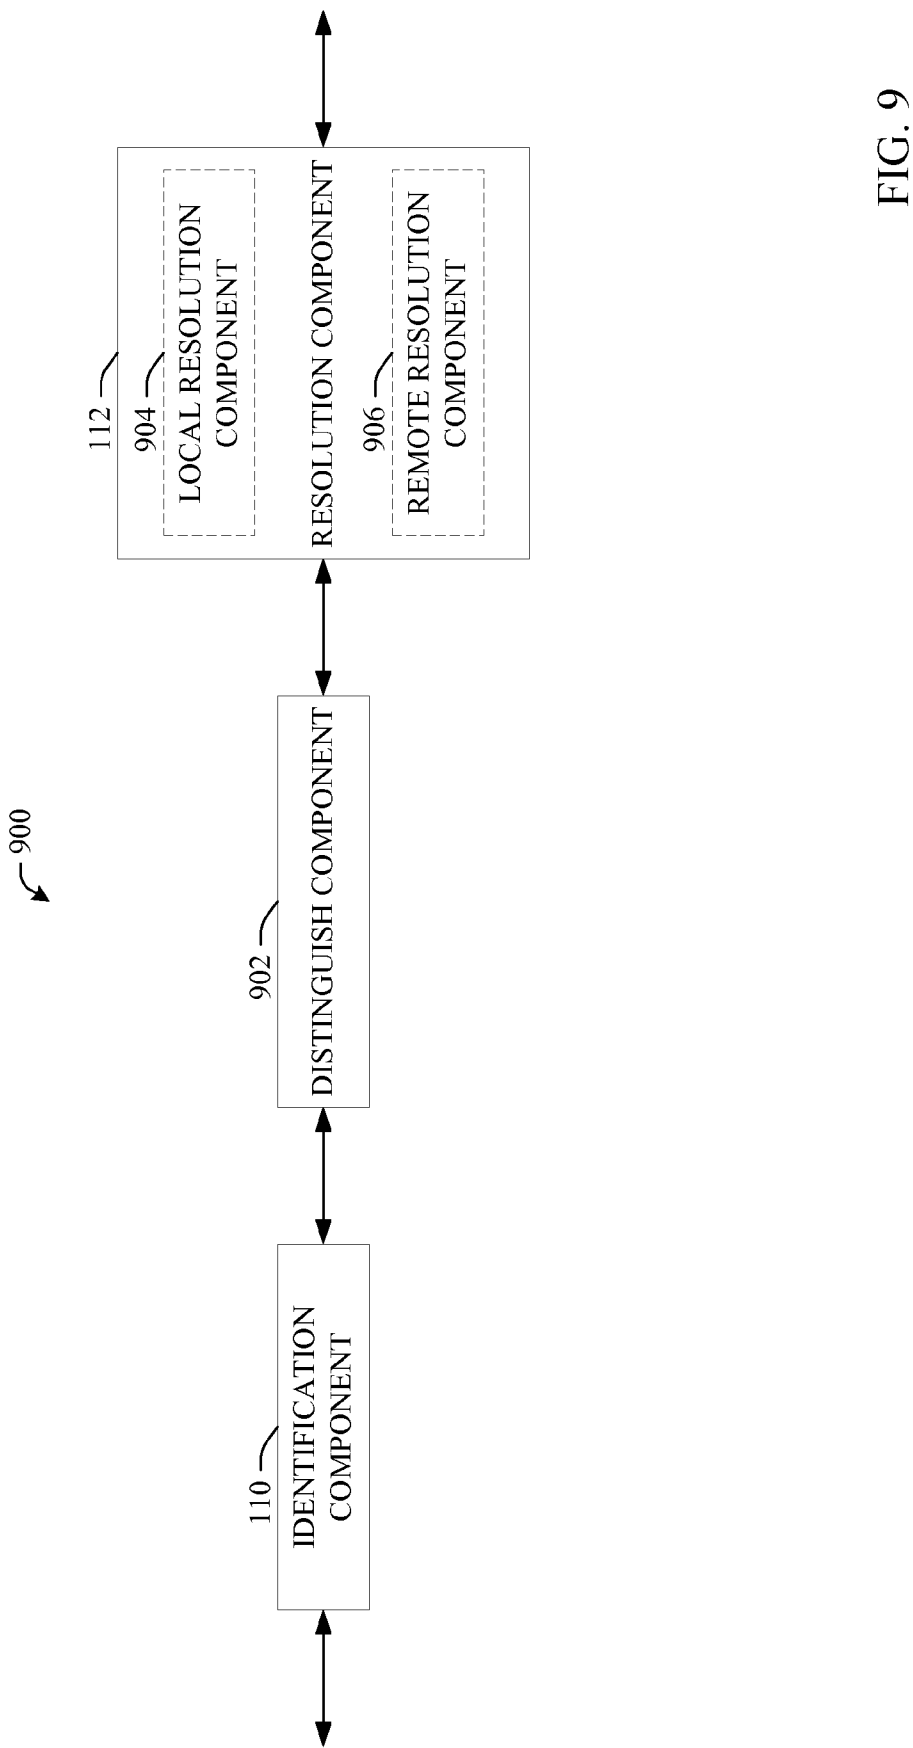 900
110
IDENTIFICATION
COMPONENT
902
DISTINGUISH COMPONENT
112
904
LOCAL RESOLUTION
COMPONENT
RESOLUTION COMPONENT
906
REMOTE RESOLUTION
COMPONENT
FIG. 9